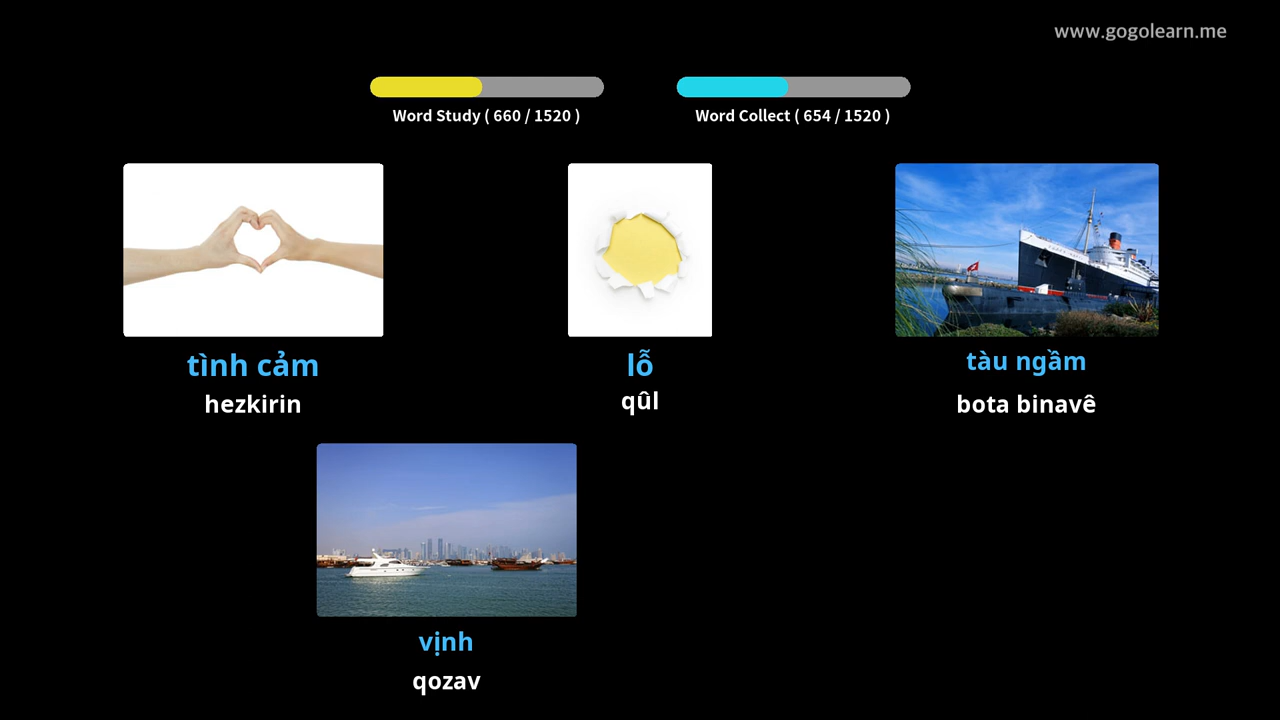 www.gogolearn.me
Word Study ( 660 / 1520 )
Word Collect ( 654 / 1520 )
tình cảm
hezkirin
lỗ
qûl
tàu ngầm
bota binavê
vịnh
qozav